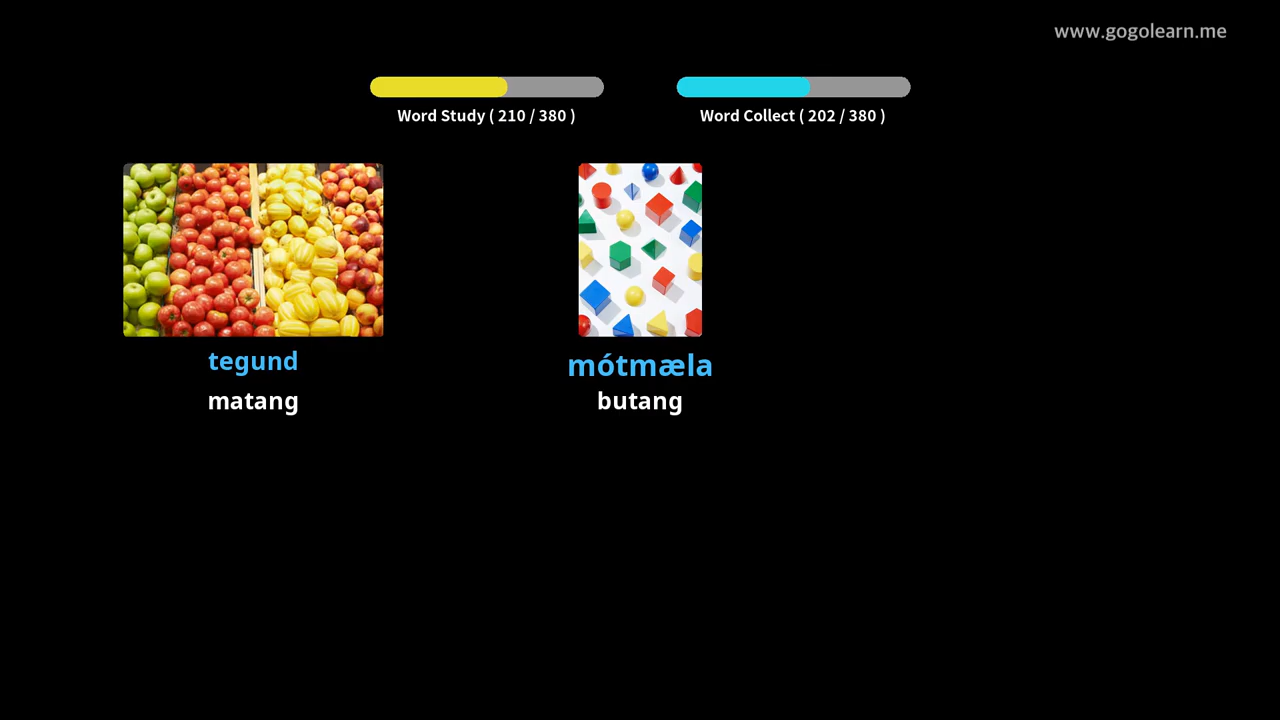 www.gogolearn.me
Word Study ( 210 / 380 )
Word Collect ( 202 / 380 )
tegund
matang
mótmæla
butang